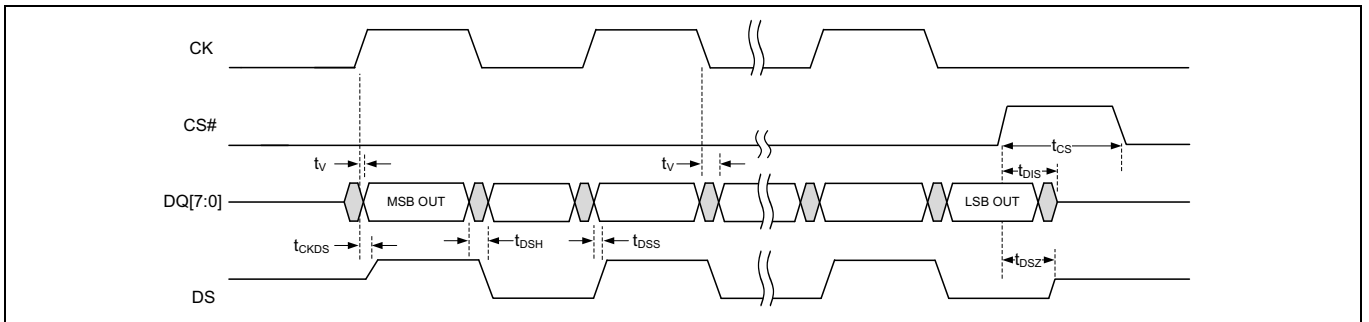 CK
CS#
tCS
tV
tV
tDIS
DQ[7:0]
MSB OUT
LSB OUT
tCKDS
tDSH
tDSS
tDSZ
DS